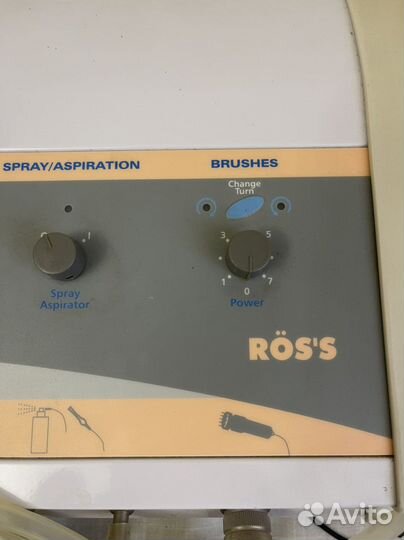 SPRAY/ASPIRATION
BRUSHES
Change
Turn
1
3 5
1 7
0
Spray
Aspirator
Power
RÖS'S
Avito